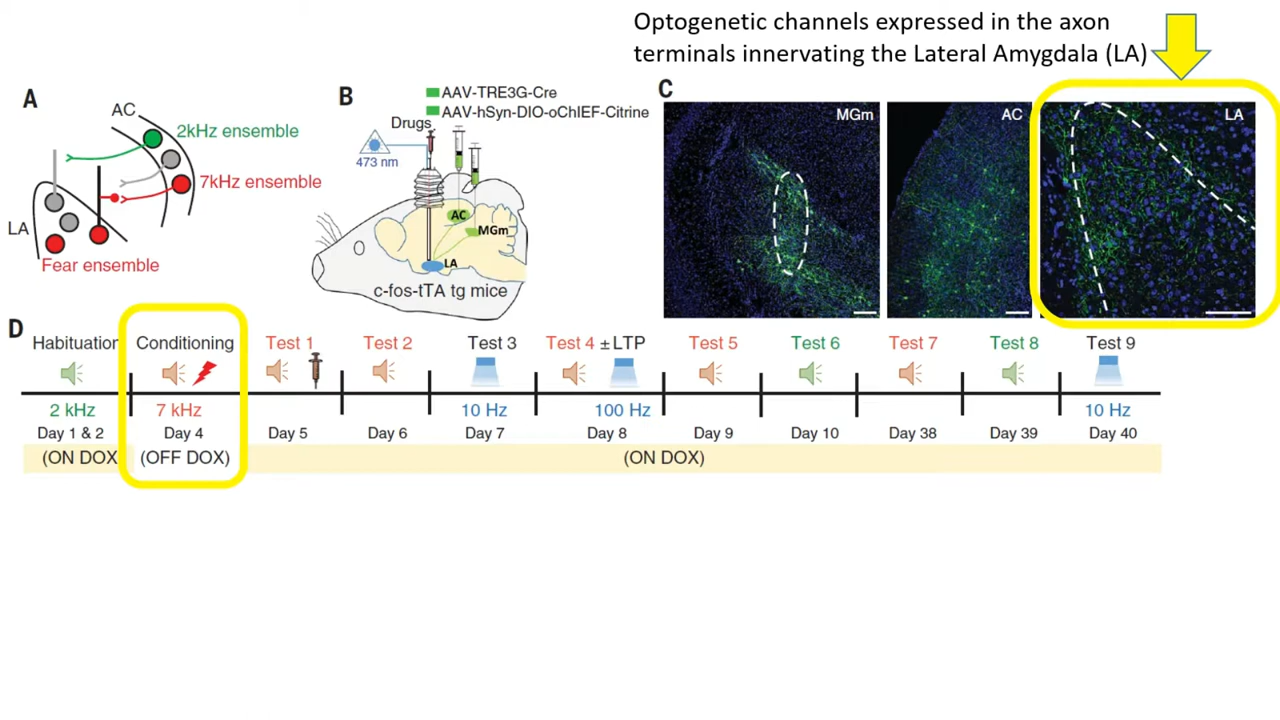 Optogenetic channels expressed in the axon
terminals innervating the Lateral Amygdala (LA)
A
AC
2kHz ensemble
7kHz ensemble
LA
Fear ensemble
B
AAV-TRE3G-Cre
AAV-hSyn-DIO-oChIEF-Citrine
Drugs
473 nm
AC
MGm
LA
c-fos-tTA tg mice
C
MGm
AC
LA
D
Habituation
Conditioning
Test 1
Test 2
Test 3
Test 4 ±LTP
Test 5
Test 6
Test 7
Test 8
Test 9
2 kHz
7 kHz
10 Hz
100 Hz
10 Hz
Day 1 & 2
Day 4
Day 5
Day 6
Day 7
Day 8
Day 9
Day 10
Day 38
Day 39
Day 40
(ON DOX
(OFF DOX)
(ON DOX)